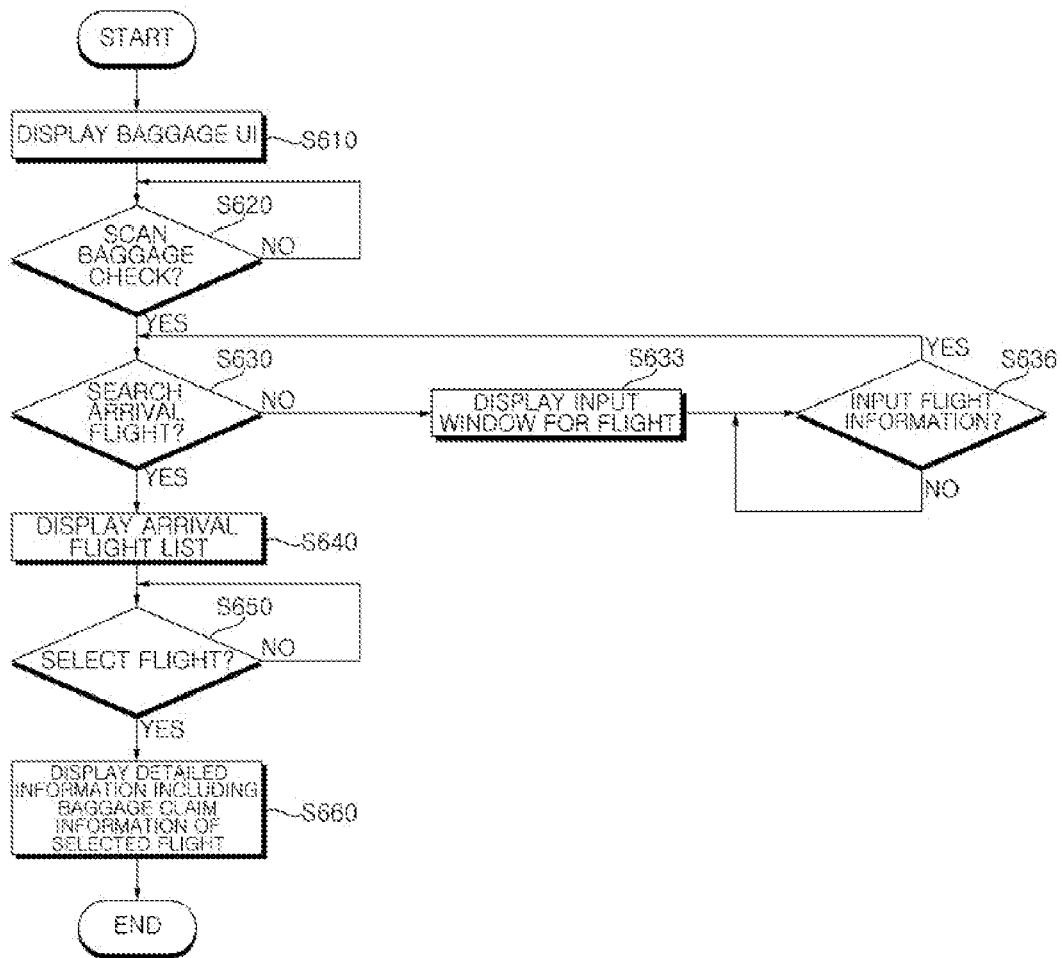 START
DISPLAY BAGGAGE UI
S610
S620
SCAN
BAGGAGE
CHECK?
NO
YES
S630
SEARCH
ARRIVAL
FLIGHT?
NO
YES
S633
DISPLAY INPUT
WINDOW FOR FLIGHT
YES
S636
INPUT FLIGHT
INFORMATION?
NO
DISPLAY ARRIVAL
FLIGHT LIST
S640
S650
SELECT FLIGHT?
NO
YES
DISPLAY DETAILED
INFORMATION INCLUDING
BAGGAGE CLAIM
INFORMATION OF
SELECTED FLIGHT
S660
END